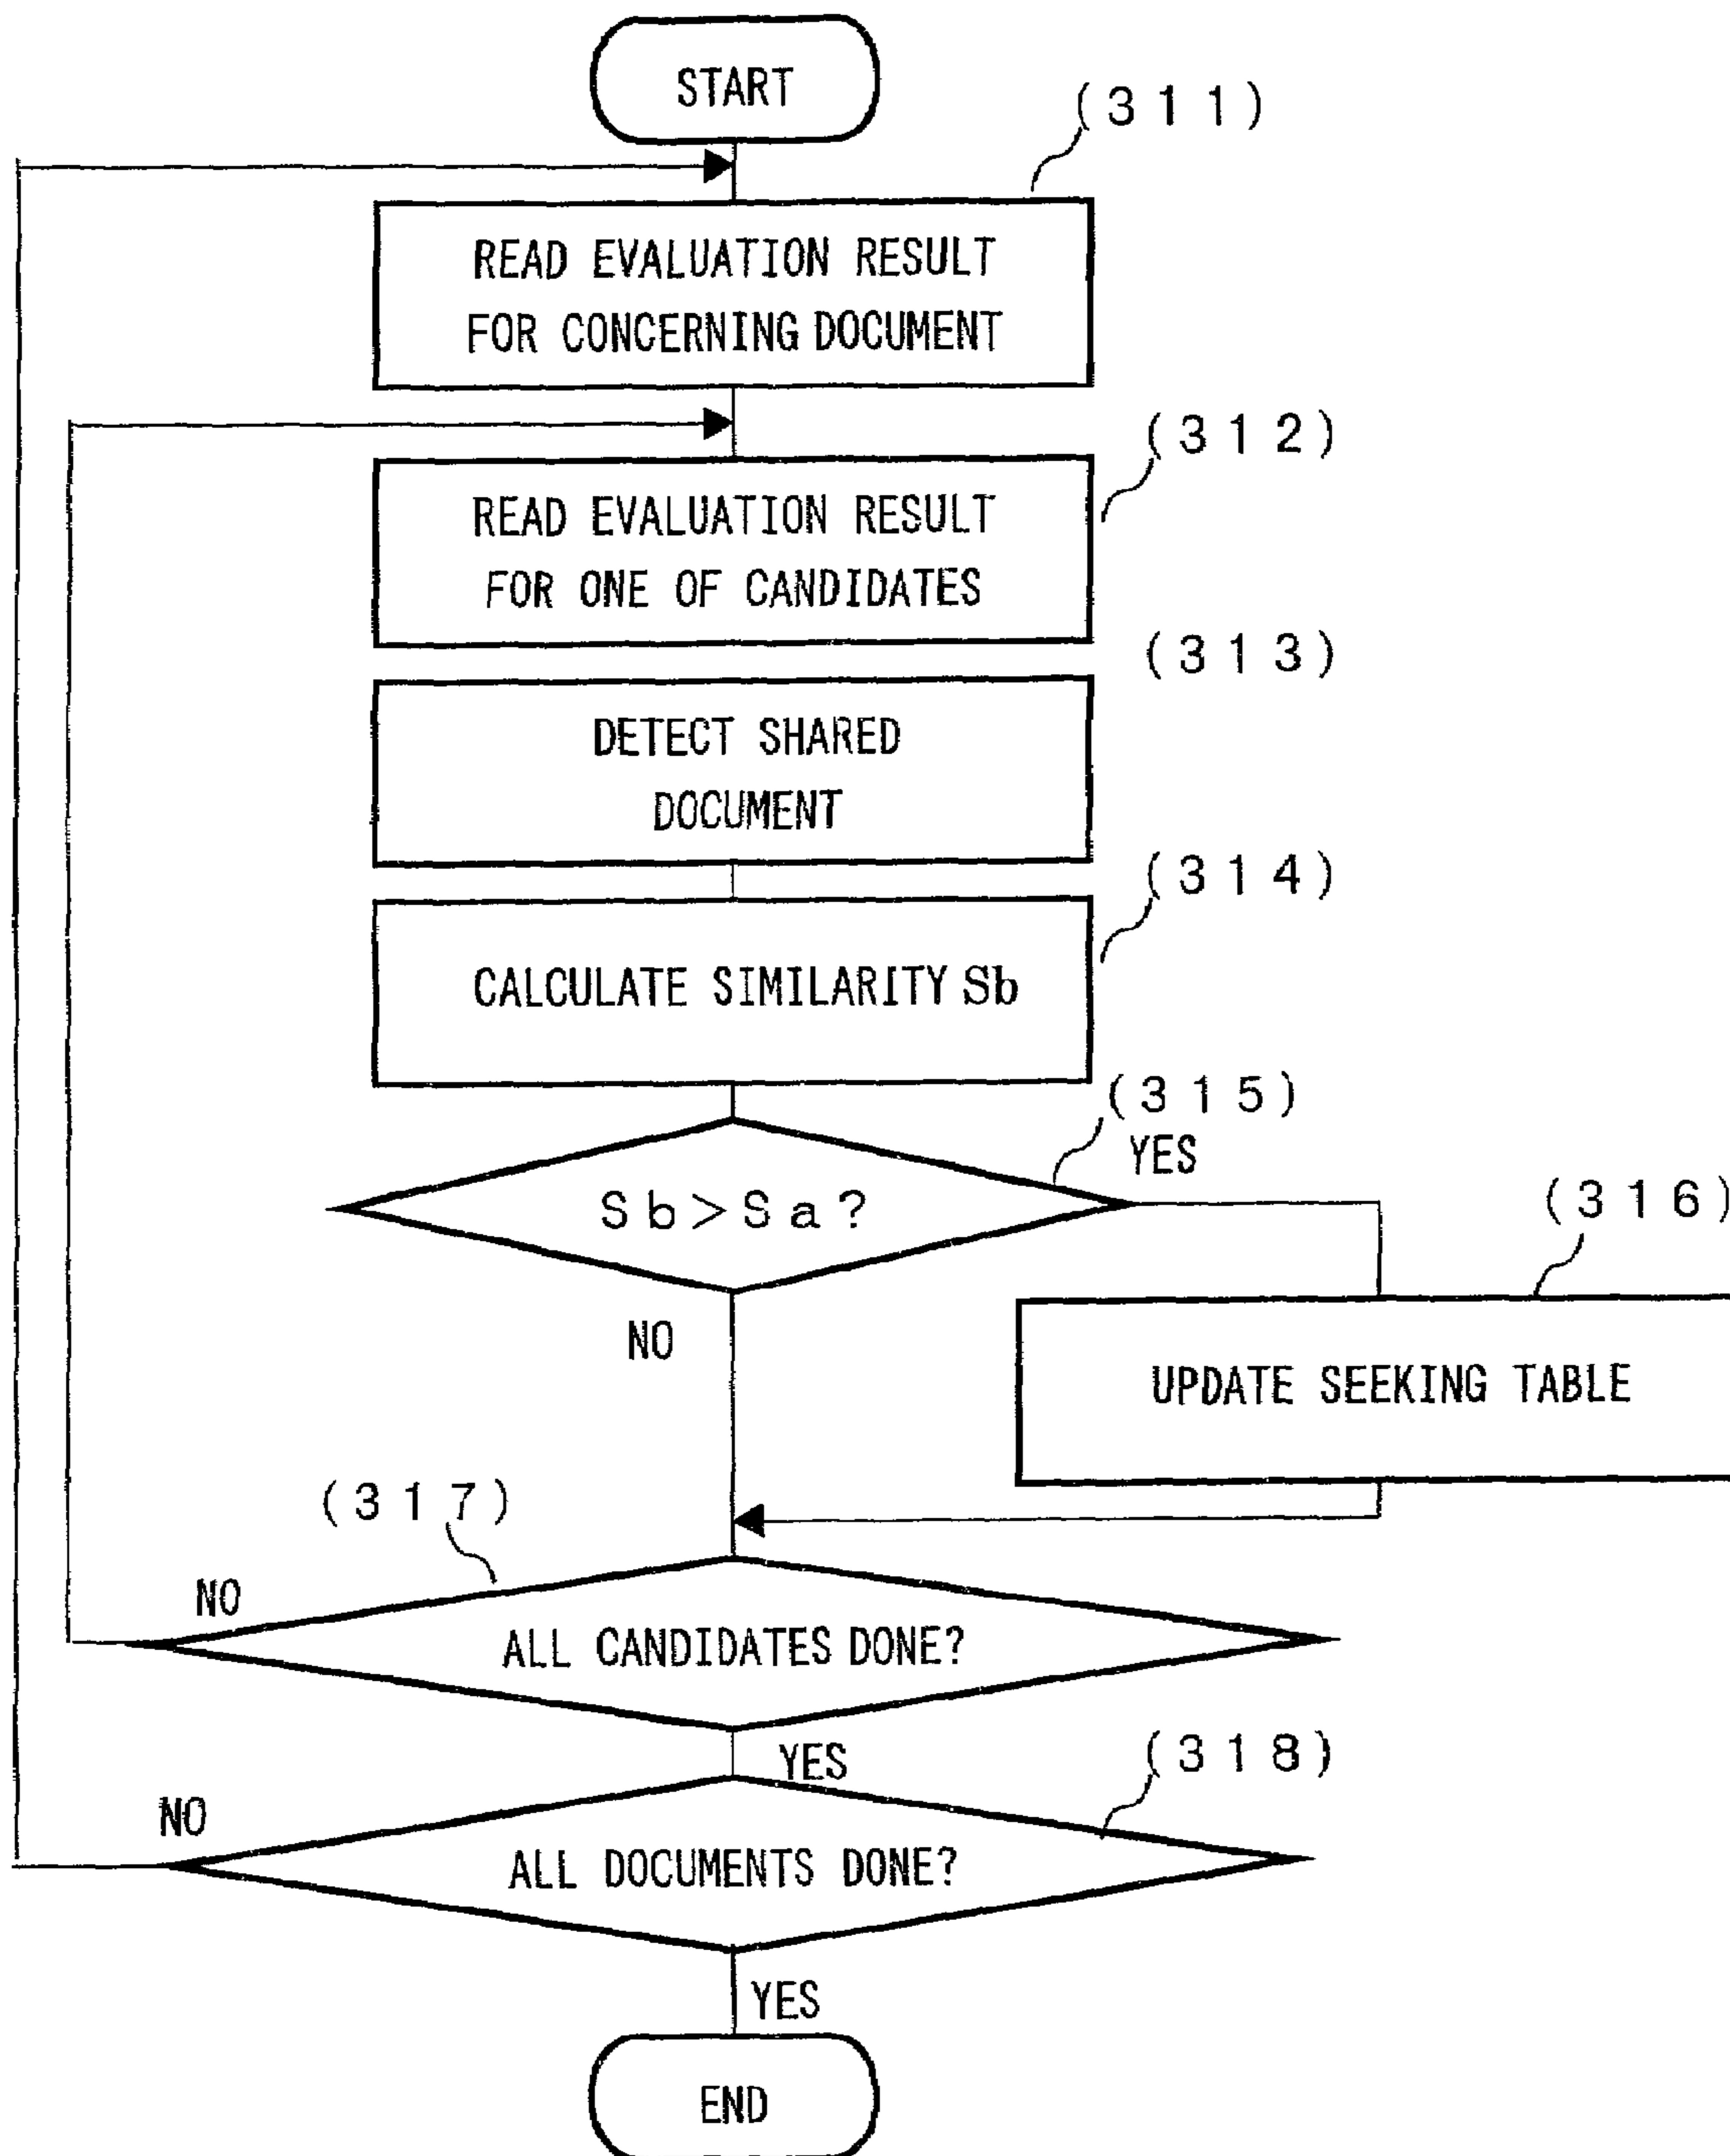 START
(311)
READ EVALUATION RESULT
FOR CONCERNING DOCUMENT
(312)
READ EVALUATION RESULT
FOR ONE OF CANDIDATES
(313)
DETECT SHARED
DOCUMENT
(314)
CALCULATE SIMILARITY Sb
(315)
YES
Sb>Sa?
(316)
NO
UPDATE SEEKING TABLE
(317)
NO
ALL CANDIDATES DONE?
YES
(318)
NO
ALL DOCUMENTS DONE?
YES
END